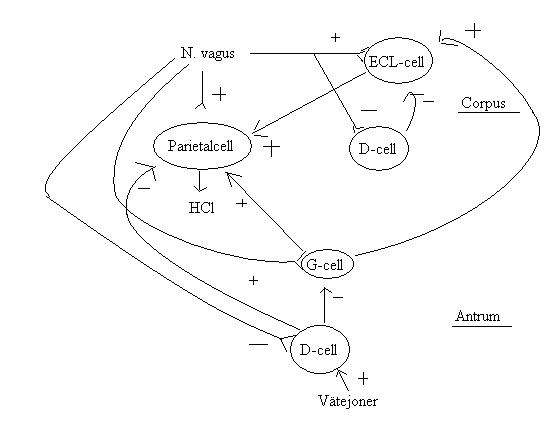 N. vagus
+
ECL-cell
+
+
−
−
Corpus
Parietalcell
+
D-cell
−
HCl
+
G-cell
+
−
Antrum
−
D-cell
+
Vätejoner